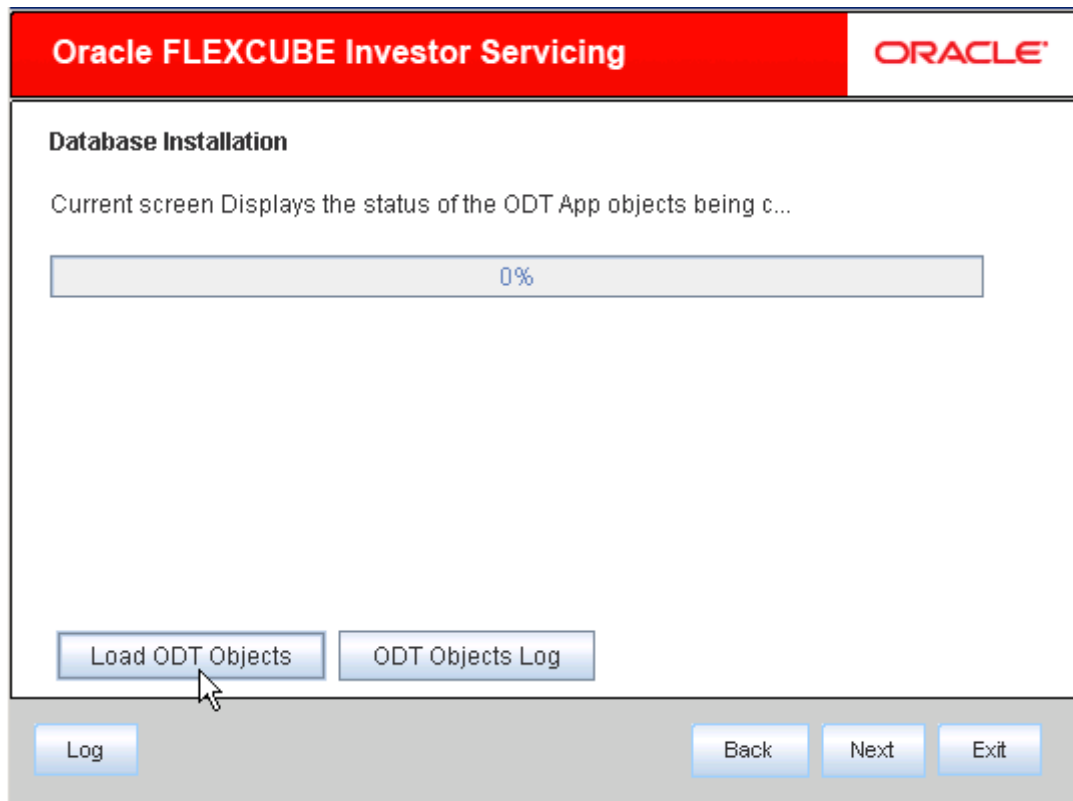 Oracle FLEXCUBE Investor Servicing
ORACLE
Database Installation
Current screen Displays the status of the ODT App objects being c...
0%
Load ODT Objects
ODT Objects Log
Log
Back
Next
Exit